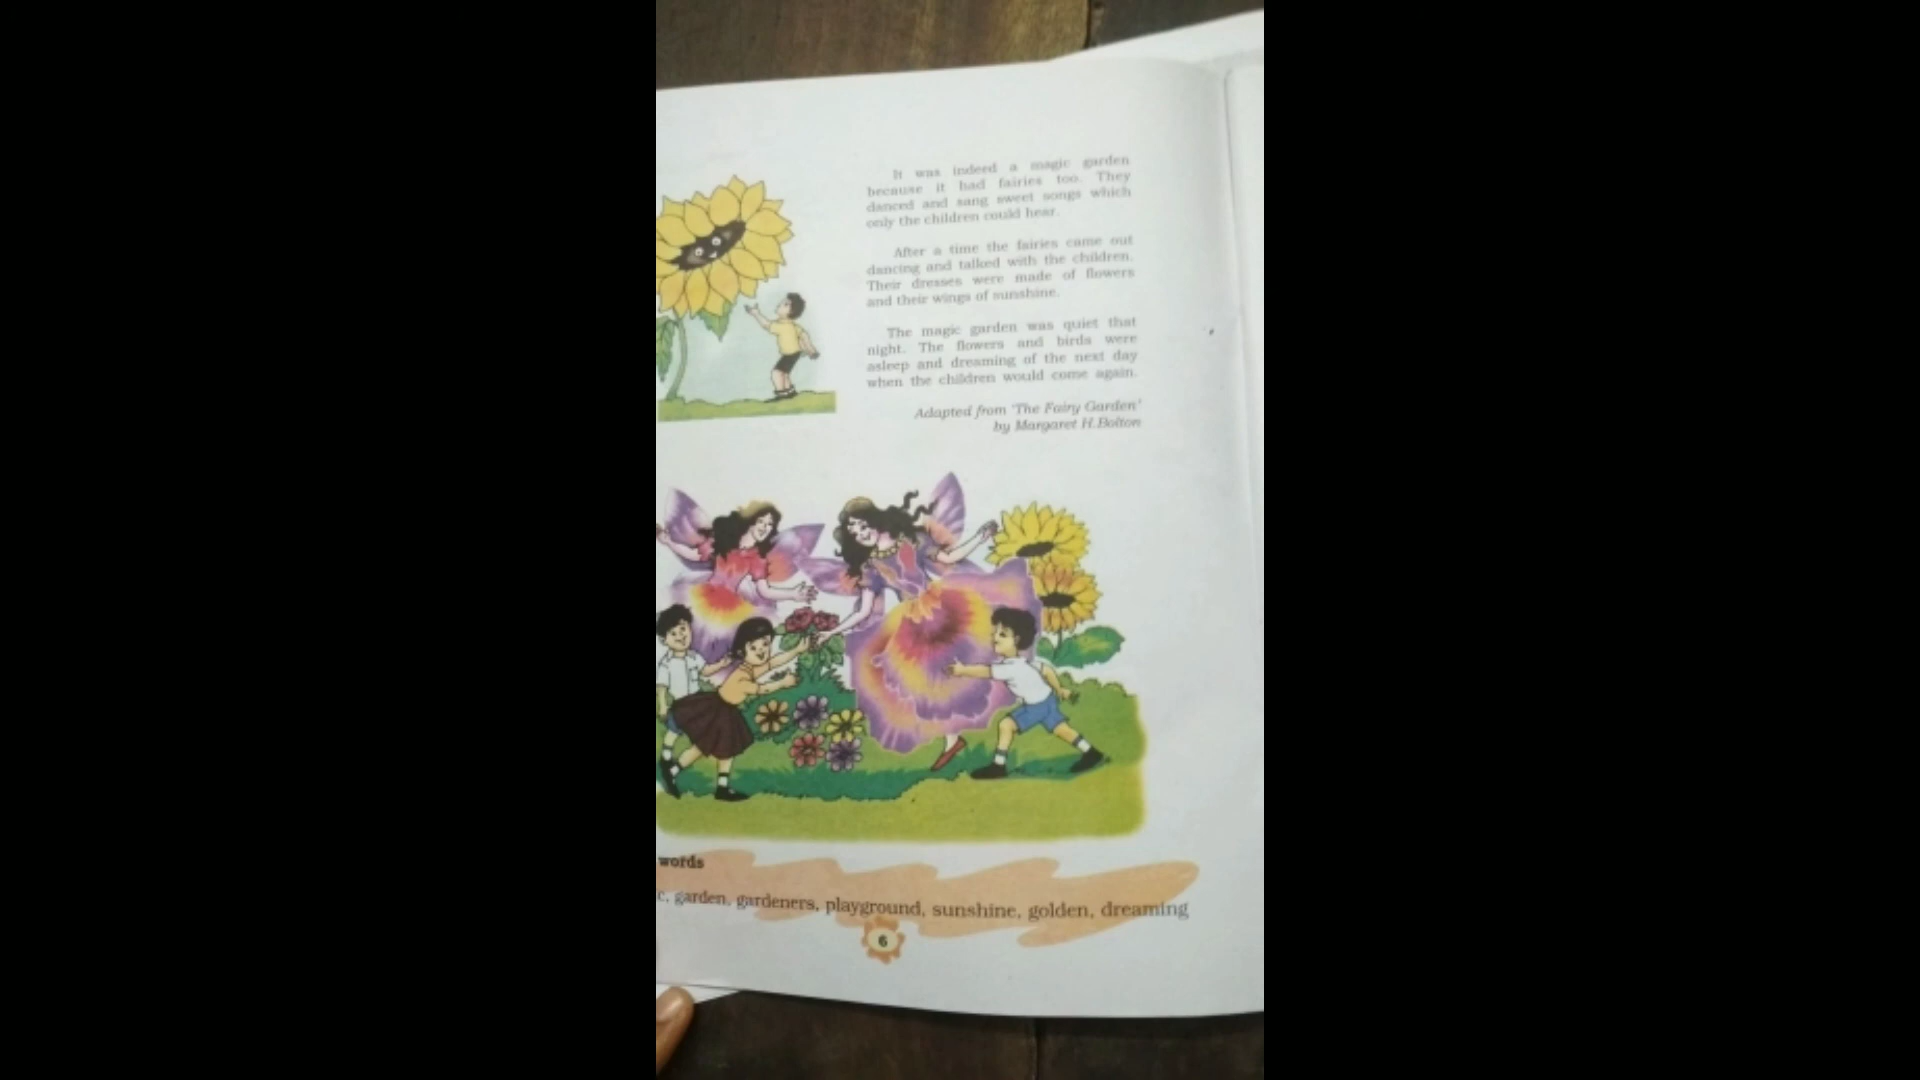 It was indeed a magic garden
because it had fairies too. They
danced and sang sweet songs which
only the children could hear.
After a time the fairies came out
dancing and talked with the children.
Their dresses were made of flowers
and their wings of sunshine.
The magic garden was quiet that
night. The flowers and birds were
asleep and dreaming of the next day
when the children would come again.
Adapted from 'The Fairy Garden'
by Margaret H.Bolton
words
c, garden, gardeners, playground, sunshine, golden, dreaming
6